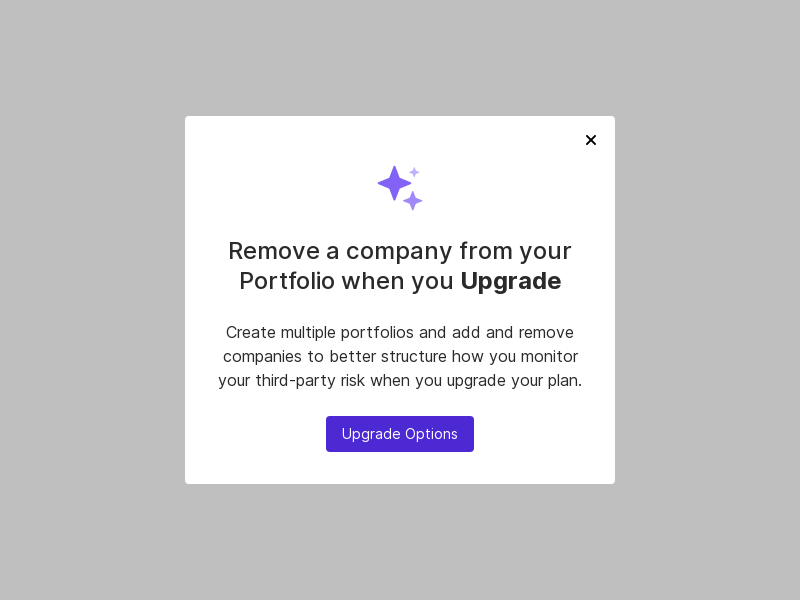 Remove a company from your
Portfolio when you Upgrade
Create multiple portfolios and add and remove
companies to better structure how you monitor
your third-party risk when you upgrade your plan.
Upgrade Options